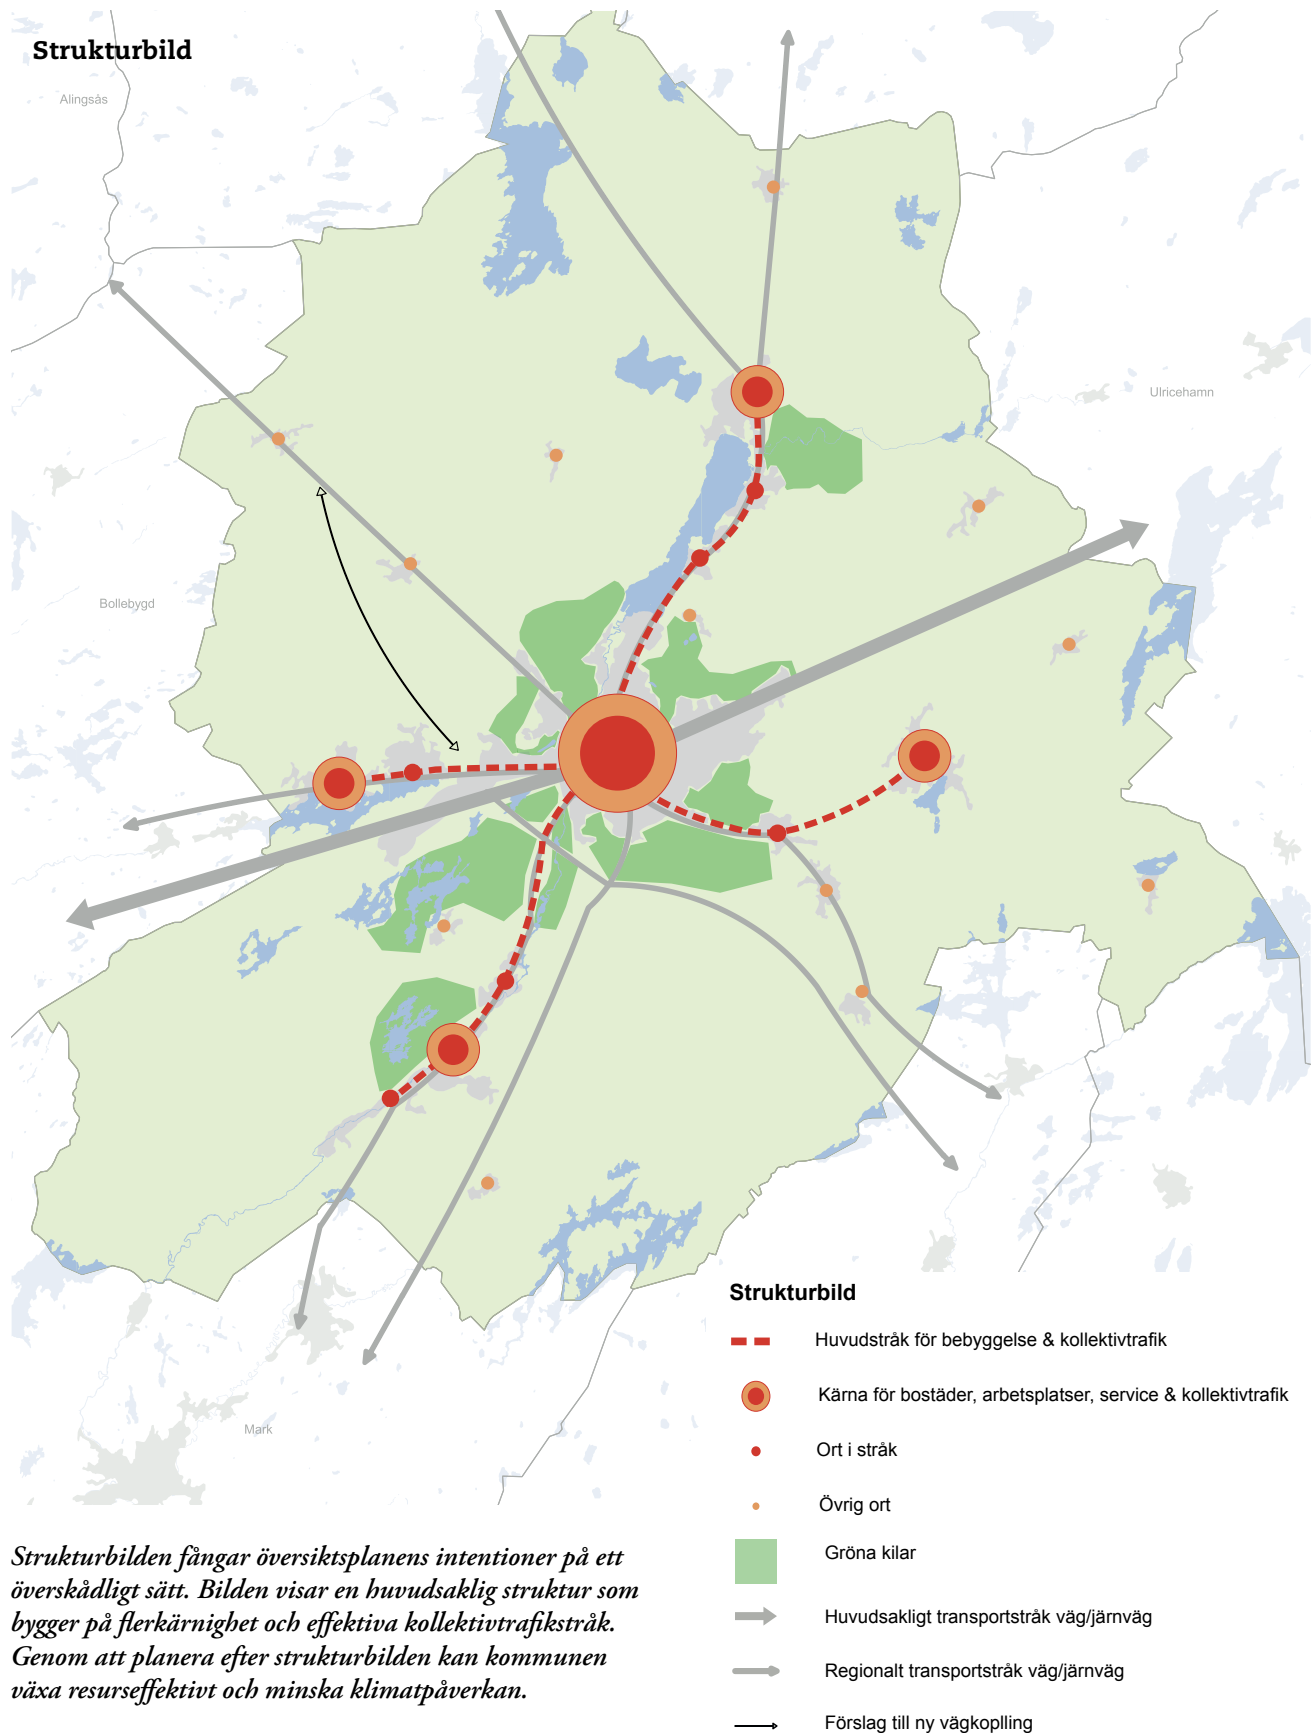 Strukturbild
Alingsås
Ulricehamn
Bollebygd
Mark
Strukturbild
Huvudstråk för bebyggelse & kollektivtrafik
Kärna för bostäder, arbetsplatser, service & kollektivtrafik
Ort i stråk
Övrig ort
Gröna kilar
Huvudsakligt transportstråk väg/järnväg
Regionalt transportstråk väg/järnväg
Förslag till ny vägkopplling
Strukturbilden fångar översiktsplanens intentioner på ett
överskådligt sätt. Bilden visar en huvudsaklig struktur som
bygger på flerkärnighet och effektiva kollektivtrafikstråk.
Genom att planera efter strukturbilden kan kommunen
växa resurseffektivt och minska klimatpåverkan.